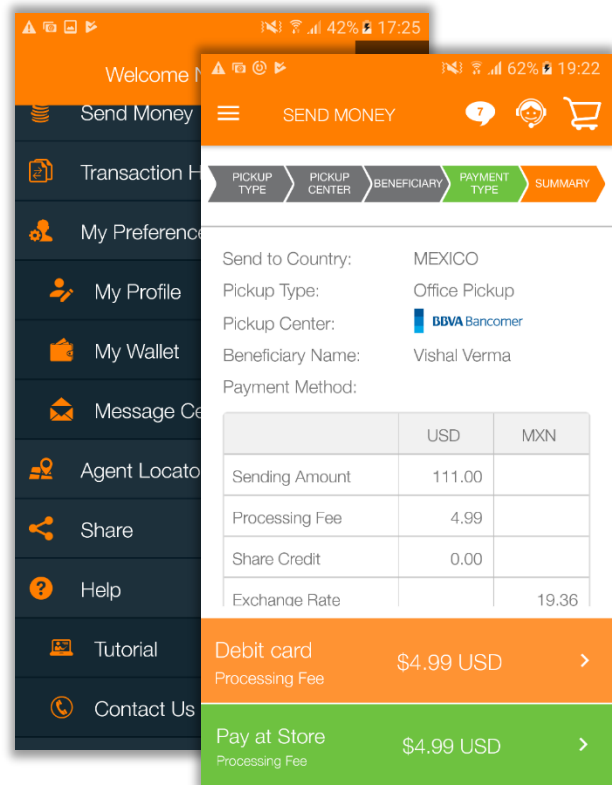 42% 17:25
Welcome
Send Money
Transaction H
My Preference
My Profile
My Wallet
Message Ce
Agent Locato
Share
Help
Tutorial
Contact Us
62% 19:22
SEND MONEY
7
PICKUP TYPE
PICKUP CENTER
BENEFICIARY
PAYMENT TYPE
SUMMARY
Send to Country: MEXICO
Pickup Type: Office Pickup
Pickup Center: BBVA Bancomer
Beneficiary Name: Vishal Verma
Payment Method:
USD MXN
Sending Amount 111.00
Processing Fee 4.99
Share Credit 0.00
Exchange Rate 19.36
Debit card
Processing Fee
$4.99 USD
Pay at Store
Processing Fee
$4.99 USD